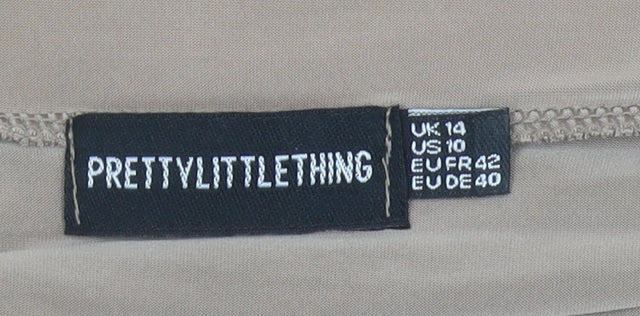 PRETTYLITTLETHING
UK 14
US 10
EU FR 42
EU DE 40